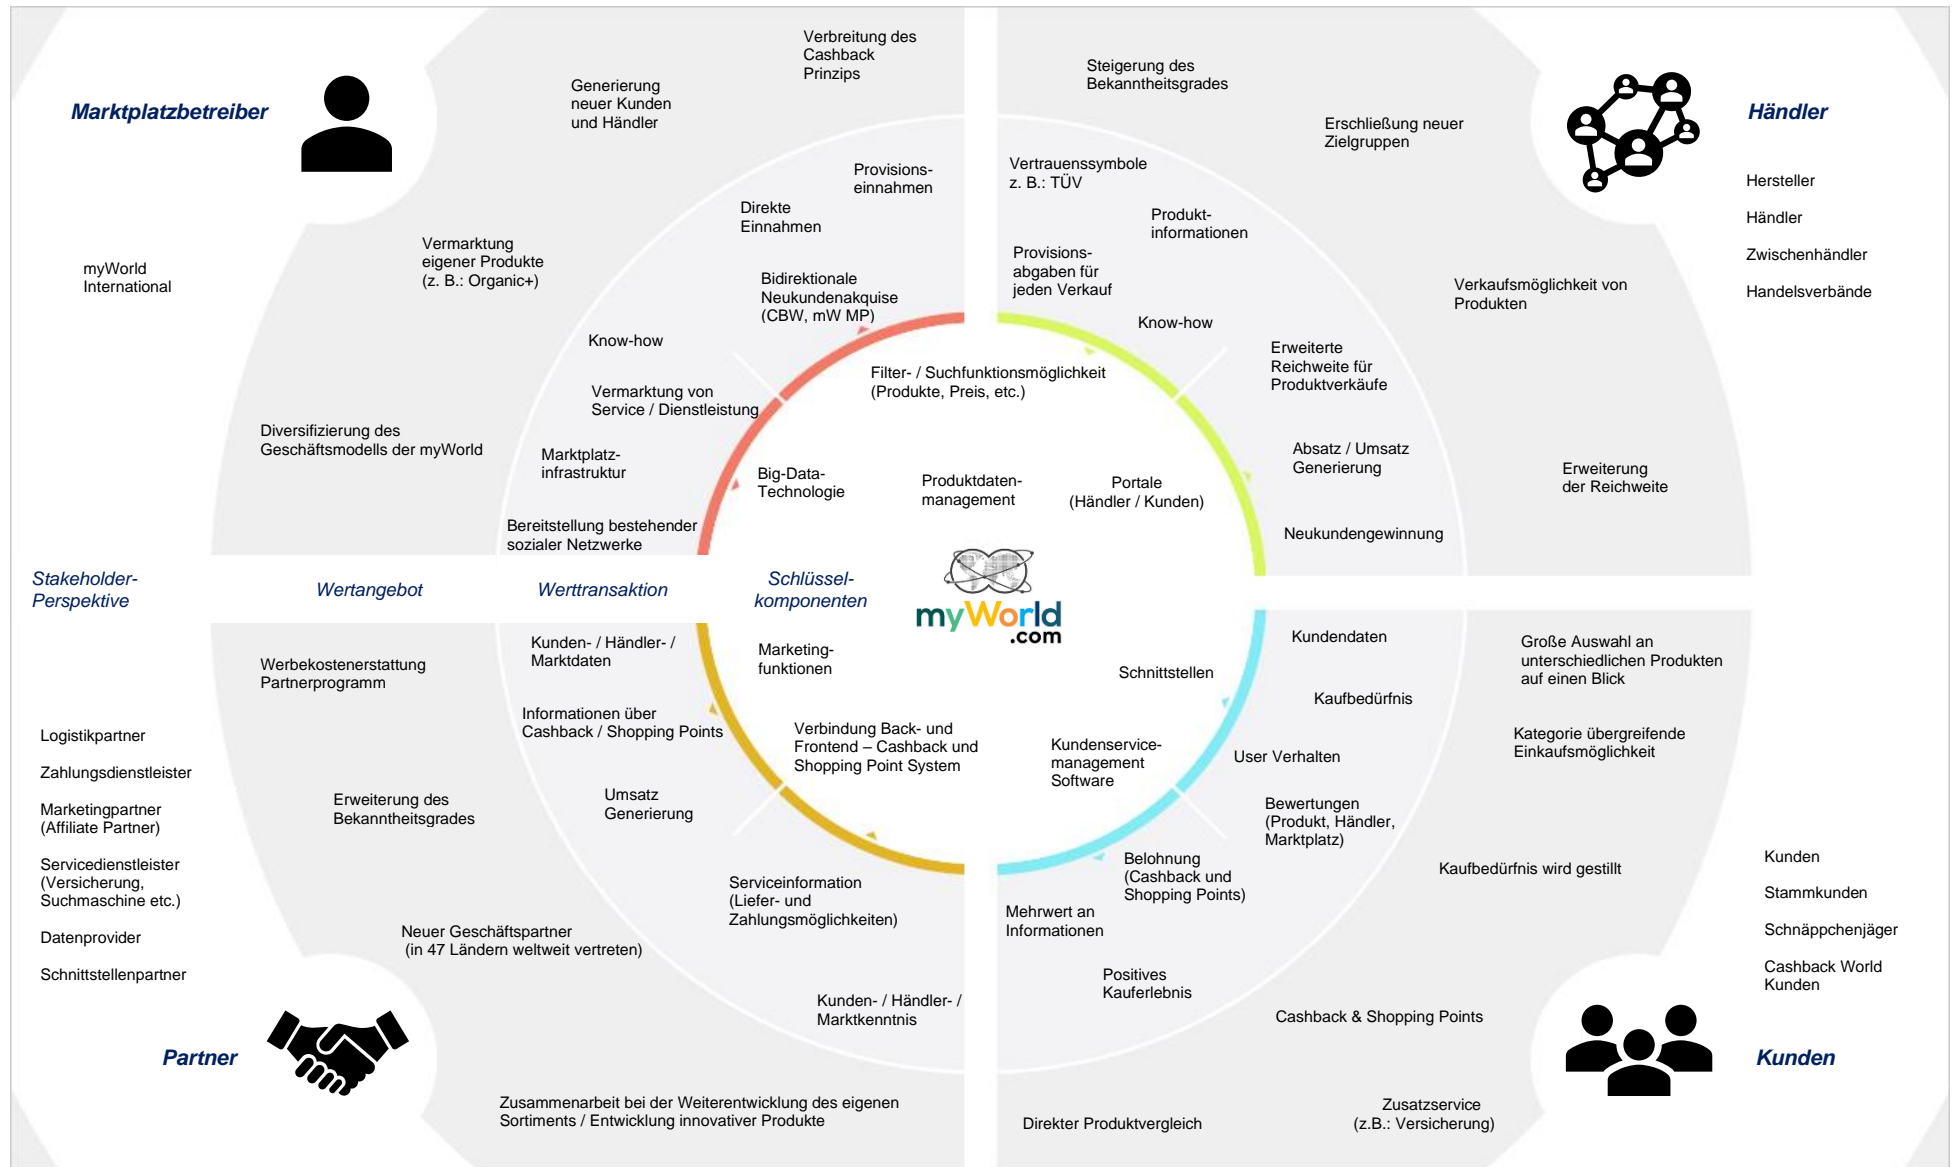 Marktplatzbetreiber
myWorld
International
Verbreitung des
Cashback
Prinzips
Generierung
neuer Kunden
und Händler
Vermarktung
eigener Produkte
(z. B.: Organic+)
Diversifizierung des
Geschäftsmodells der myWorld
Provisions-
einnahmen
Direkte
Einnahmen
Bidirektionale
Neukundenakquise
(CBW, mW MP)
Know-how
Vermarktung von
Service / Dienstleistung
Marktplatz-
infrastruktur
Bereitstellung bestehender
sozialer Netzwerke
Händler
Hersteller
Händler
Zwischenhändler
Handelsverbände
Steigerung des
Bekanntheitsgrades
Erschließung neuer
Zielgruppen
Verkaufsmöglichkeit von
Produkten
Erweiterung
der Reichweite
Vertrauenssymbole
z. B.: TÜV
Produkt-
informationen
Provisions-
abgaben für
jeden Verkauf
Know-how
Erweiterte
Reichweite für
Produktverkäufe
Absatz / Umsatz
Generierung
Neukundengewinnung
Filter- / Suchfunktionsmöglichkeit
(Produkte, Preis, etc.)
Big-Data-
Technologie
Produktdaten-
management
Portale
(Händler / Kunden)
Stakeholder-
Perspektive
Wertangebot
Werttransaktion
Schlüssel-
komponenten
myWorld
.com
Marketing-
funktionen
Schnittstellen
Verbindung Back- und
Frontend – Cashback und
Shopping Point System
Kundenservice-
management
Software
Kunden- / Händler- /
Marktdaten
Informationen über
Cashback / Shopping Points
Umsatz
Generierung
Serviceinformation
(Liefer- und
Zahlungsmöglichkeiten)
Kunden- / Händler- /
Marktkenntnis
Werbekostenerstattung
Partnerprogramm
Erweiterung des
Bekanntheitsgrades
Neuer Geschäftspartner
(in 47 Ländern weltweit vertreten)
Zusammenarbeit bei der Weiterentwicklung des eigenen
Sortiments / Entwicklung innovativer Produkte
Logistikpartner
Zahlungsdienstleister
Marketingpartner
(Affiliate Partner)
Servicedienstleister
(Versicherung,
Suchmaschine etc.)
Datenprovider
Schnittstellenpartner
Partner
Kundendaten
Kaufbedürfnis
User Verhalten
Bewertungen
(Produkt, Händler,
Marktplatz)
Belohnung
(Cashback und
Shopping Points)
Mehrwert an
Informationen
Positives
Kauferlebnis
Große Auswahl an
unterschiedlichen Produkten
auf einen Blick
Kategorie übergreifende
Einkaufsmöglichkeit
Kaufbedürfnis wird gestillt
Cashback & Shopping Points
Zusatzservice
(z.B.: Versicherung)
Direkter Produktvergleich
Kunden
Stammkunden
Schnäppchenjäger
Cashback World
Kunden
Kunden